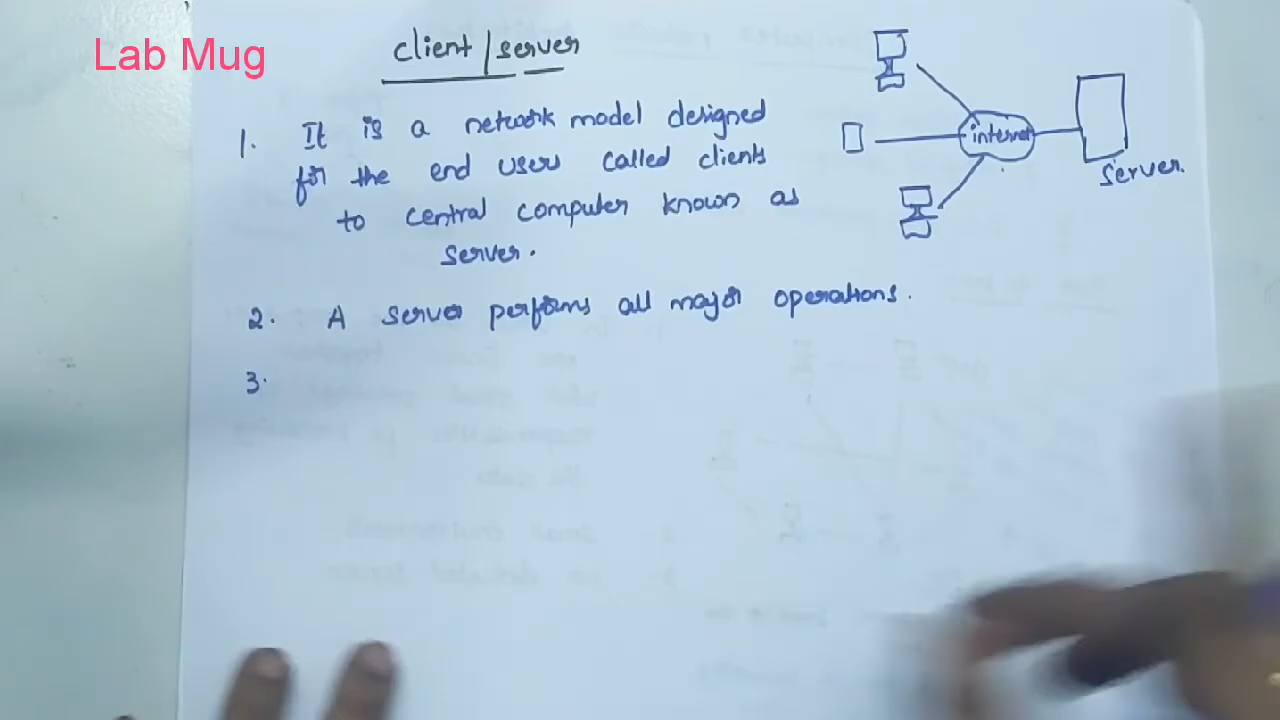 Lab Mug
client/server
1. It is a network model designed
for the end users called clients
to central computer known as
server.
2. A server performs all major operations.
3.
internet
server.